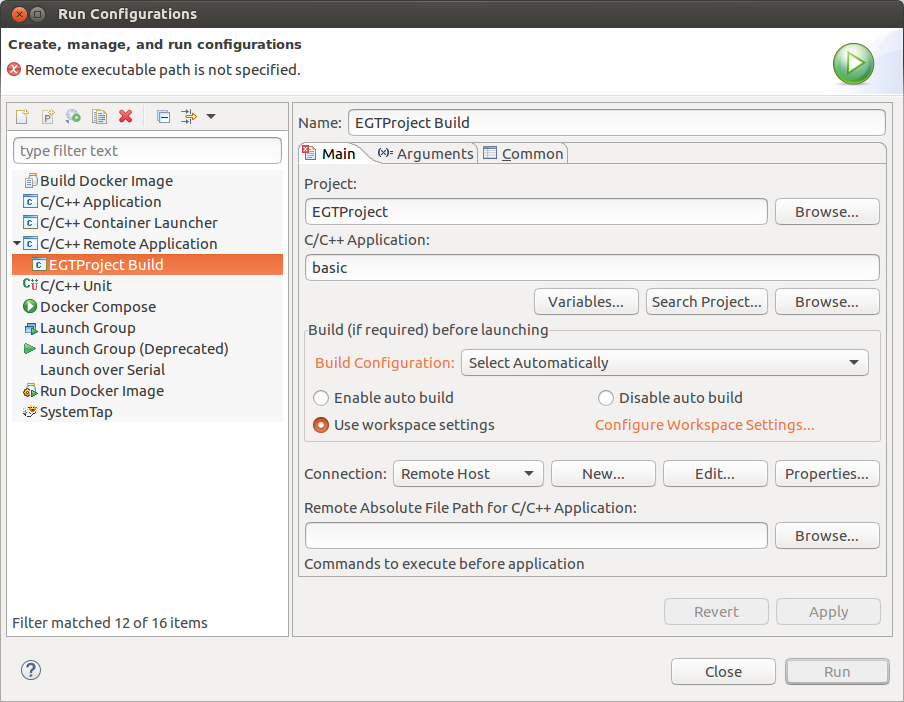 Run Configurations
Create, manage, and run configurations
Remote executable path is not specified.
type filter text
Build Docker Image
C/C++ Application
C/C++ Container Launcher
C/C++ Remote Application
EGTProject Build
C/C++ Unit
Docker Compose
Launch Group
Launch Group (Deprecated)
Launch over Serial
Run Docker Image
SystemTap
Filter matched 12 of 16 items
Name: EGTProject Build
Main (x)= Arguments Common
Project:
EGTProject Browse...
C/C++ Application:
basic
Variables... Search Project... Browse...
Build (if required) before launching
Build Configuration: Select Automatically
Enable auto build Disable auto build
Use workspace settings Configure Workspace Settings...
Connection: Remote Host New... Edit... Properties...
Remote Absolute File Path for C/C++ Application:
Browse...
Commands to execute before application
Revert Apply
? Close Run